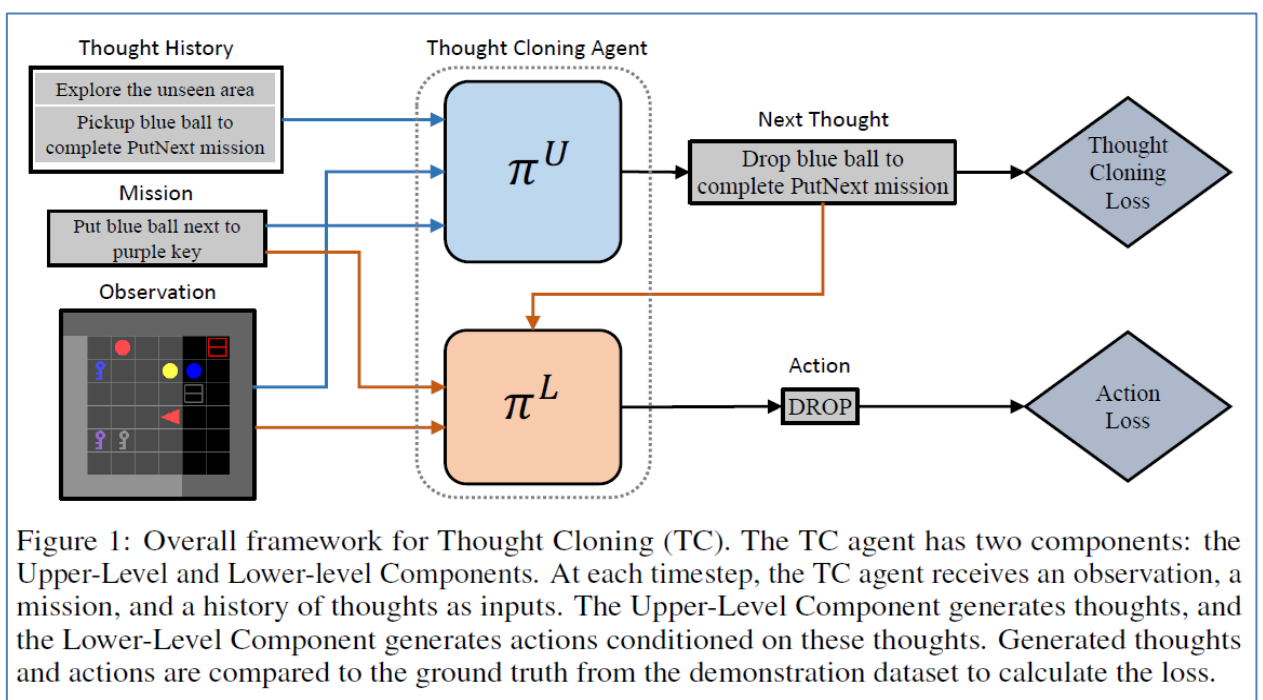 Thought History
Thought Cloning Agent
Explore the unseen area
Pickup blue ball to
complete PutNext mission
Mission
Put blue ball next to
purple key
Observation
π^U
π^L
Next Thought
Drop blue ball to
complete PutNext mission
Thought
Cloning
Loss
Action
DROP
Action
Loss
Figure 1: Overall framework for Thought Cloning (TC). The TC agent has two components: the
Upper-Level and Lower-level Components. At each timestep, the TC agent receives an observation, a
mission, and a history of thoughts as inputs. The Upper-Level Component generates thoughts, and
the Lower-Level Component generates actions conditioned on these thoughts. Generated thoughts
and actions are compared to the ground truth from the demonstration dataset to calculate the loss.